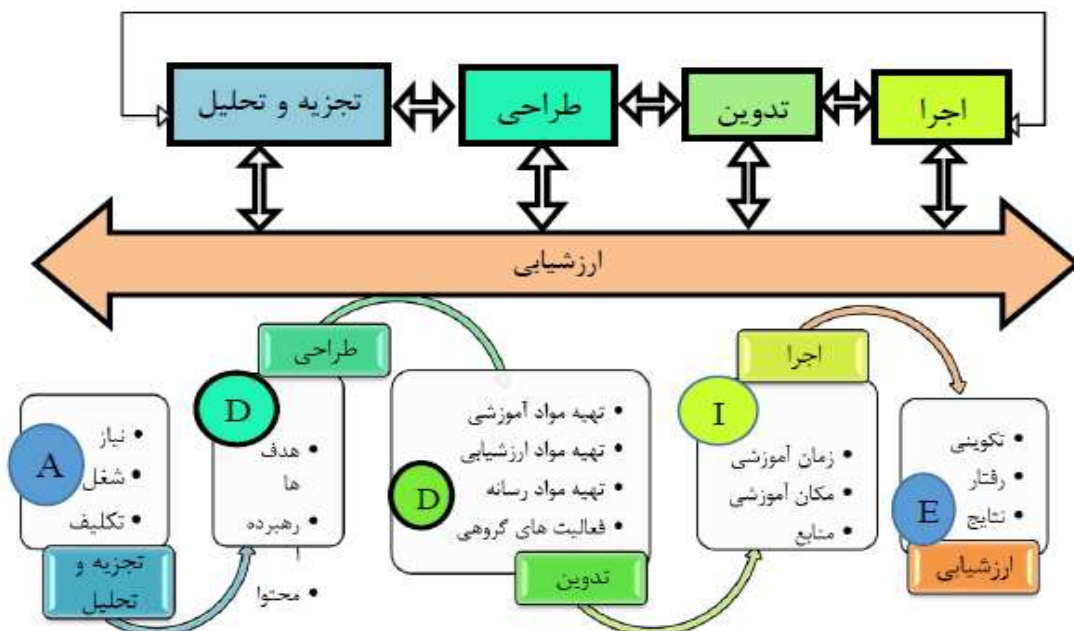 تجزیه و تحلیل
طراحی
تدوین
اجرا
ارزشیابی
A
• نیاز
• شغل
• تکلیف
تجزیه و
تحلیل
طراحی
D
• هدف
ها
• رهبرده
ا
• محتوا
D
• تهیه مواد آموزشی
• تهیه مواد ارزشیابی
• تهیه مواد رسانه
• فعالیت های گروهی
تدوین
اجرا
I
• زمان آموزشی
• مکان آموزشی
• منابع
E
• تکوینی
• رفتار
• نتایج
ارزشیابی